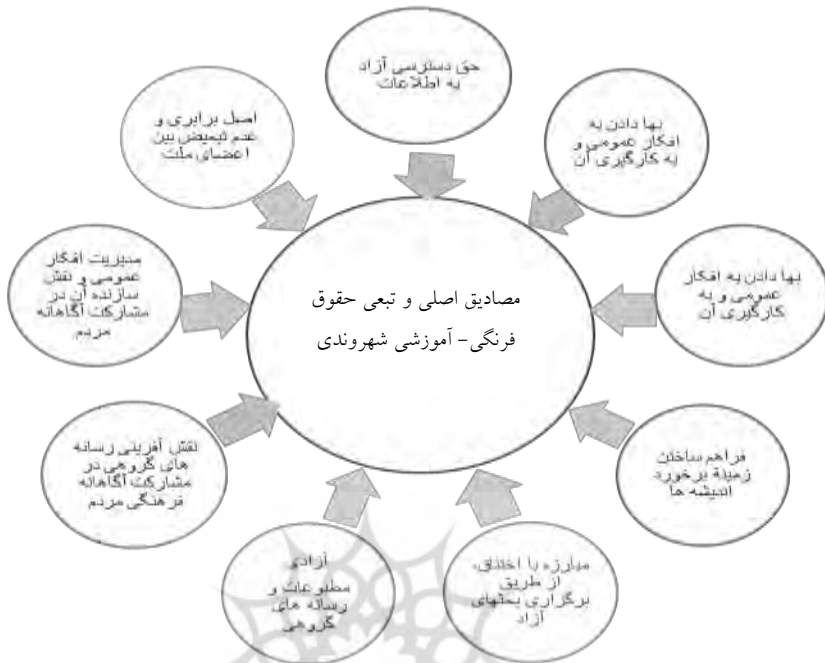 حق دسترسی آزاد
به اطلاعات
بها دادن به
افکار عمومی و
به کارگیری آن
بها دادن به افکار
عمومی و به
کارگیری آن
فراهم ساختن
زمینة برخورد
اندیشه ها
مبارزه با اختناق،
از طریق
برگزاری بحثهای
آزاد
آزادی
مطبوعات و
رسانه های
گروهی
نقش آفرینی رسانه
های گروهی در
مشارکت آگاهانه
فرهنگی مردم
مدیریت افکار
عمومی و نقش
سازنده آن در
مشارکت آگاهانه
مردم
اصل برابری و
عدم تبعیض بین
اعضای ملت
مصادیق اصلی و تبعی حقوق
فرنگی- آموزشی شهروندی